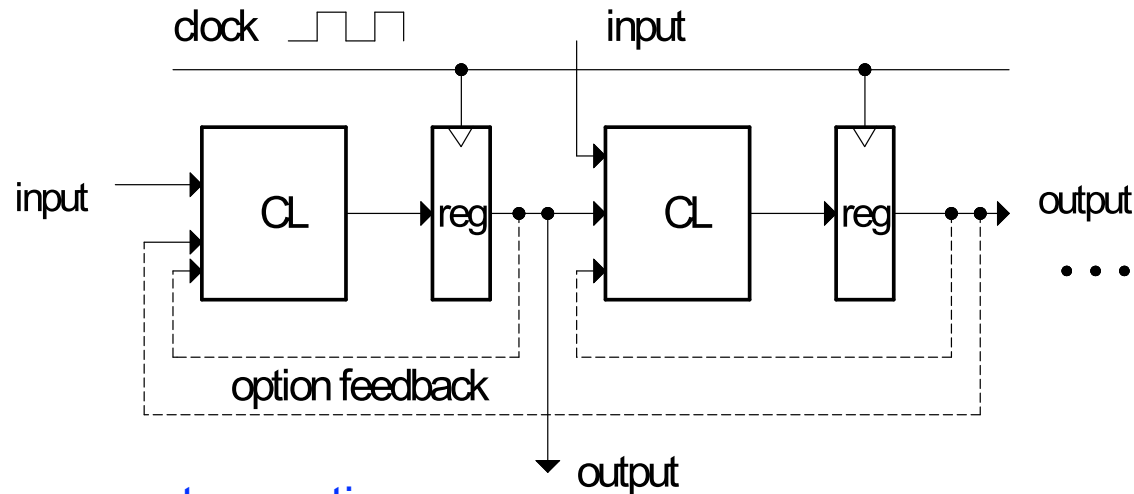 clock
input
input
CL
reg
CL
reg
output
option feedback
output